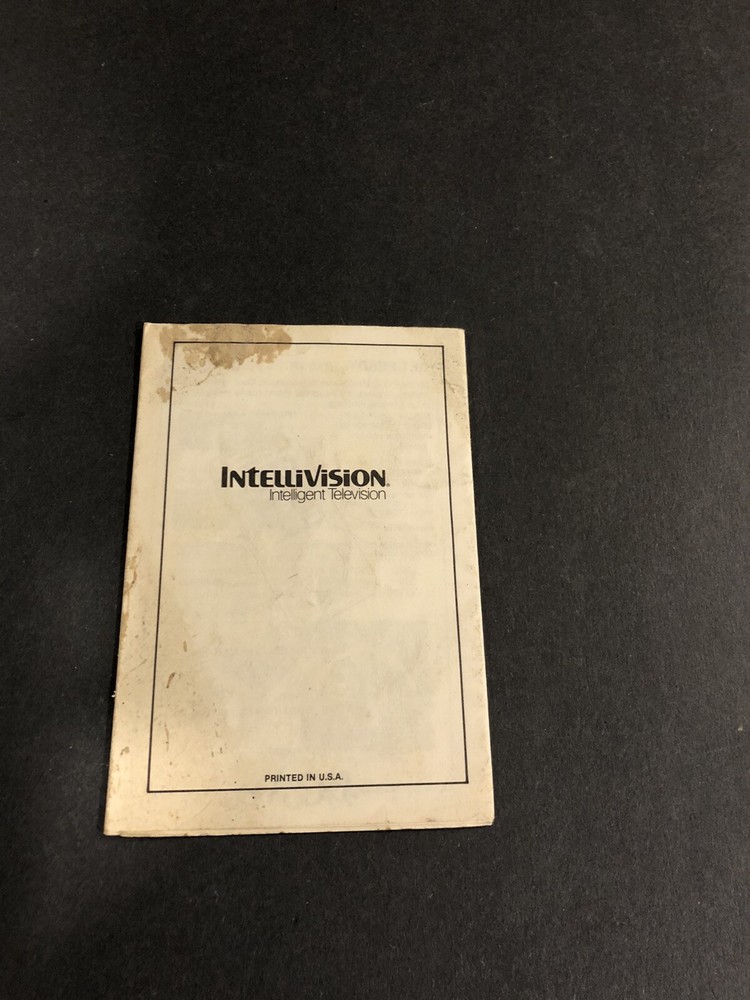 INTELLIVISION®
Intelligent Television
PRINTED IN U.S.A.